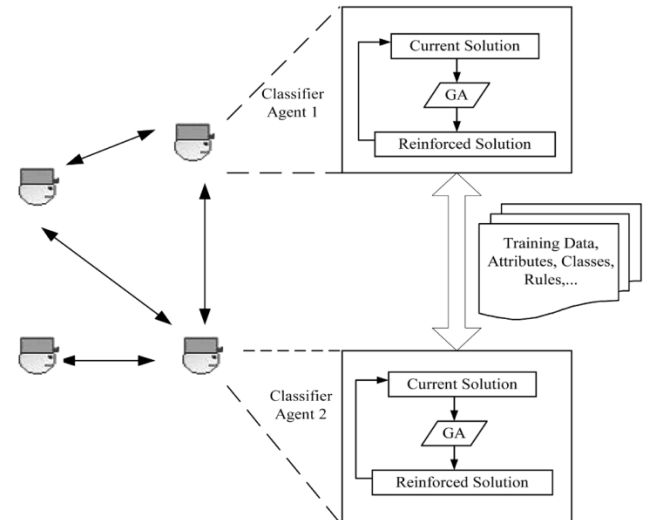 Current Solution
Classifier
Agent 1
GA
Reinforced Solution
Training Data,
Attributes, Classes,
Rules,...
Current Solution
Classifier
Agent 2
GA
Reinforced Solution